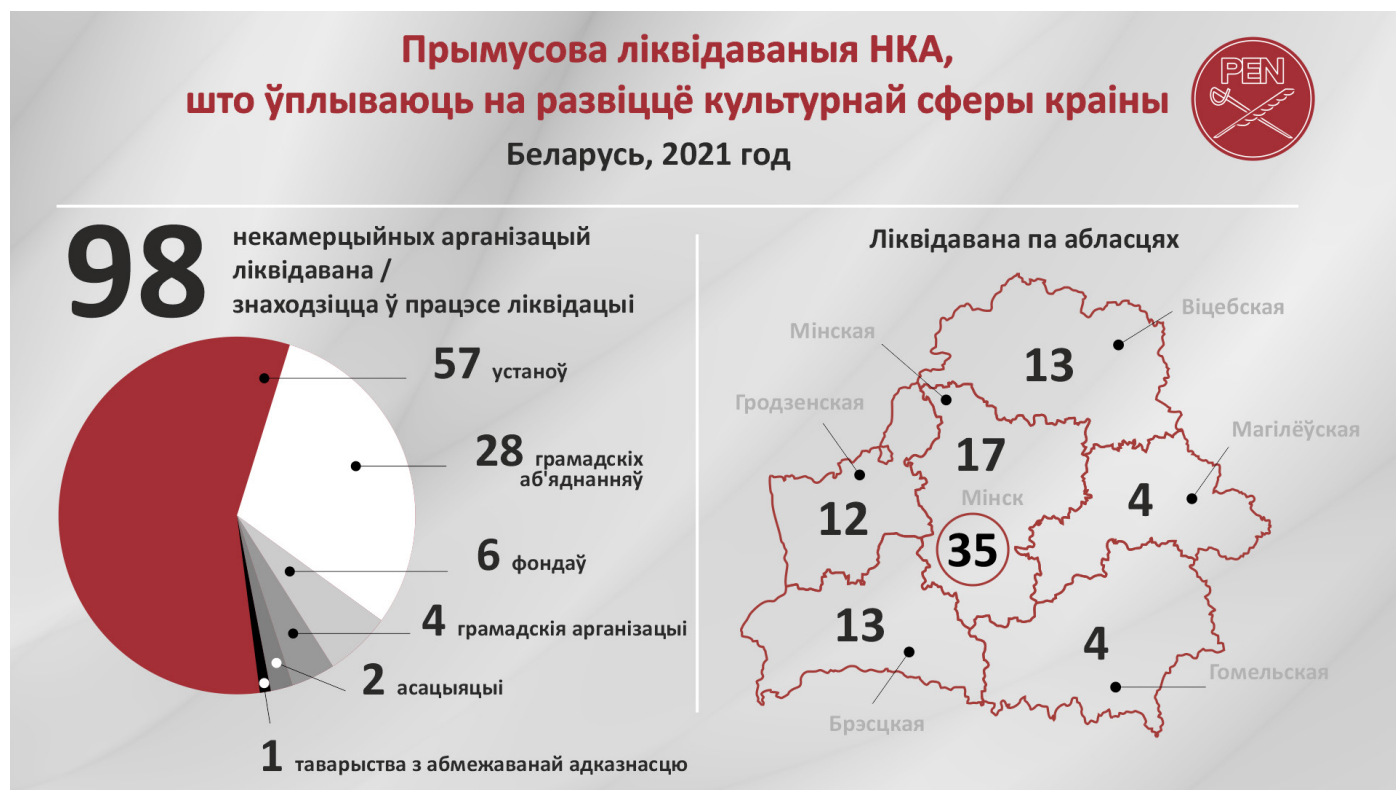 Прымусова ліквідаваныя НКА,
што ўплываюць на развіццё культурнай сферы краіны
Беларусь, 2021 год
PEN
98
некамерцыйных арганізацый
ліквідавана /
знаходзіцца ў працэсе ліквідацыі
57 устаноў
28 грамадскіх
аб'яднанняў
6 фондаў
4 грамадскія арганізацыі
2 асацыяцыі
1 таварыства з абмежаванай адказнасцю
Ліквідавана па абласцях
Віцебская
13
Мінская
17
Гродзенская
12
Магілёўская
4
Мінск
35
13
Брэсцкая
4
Гомельская